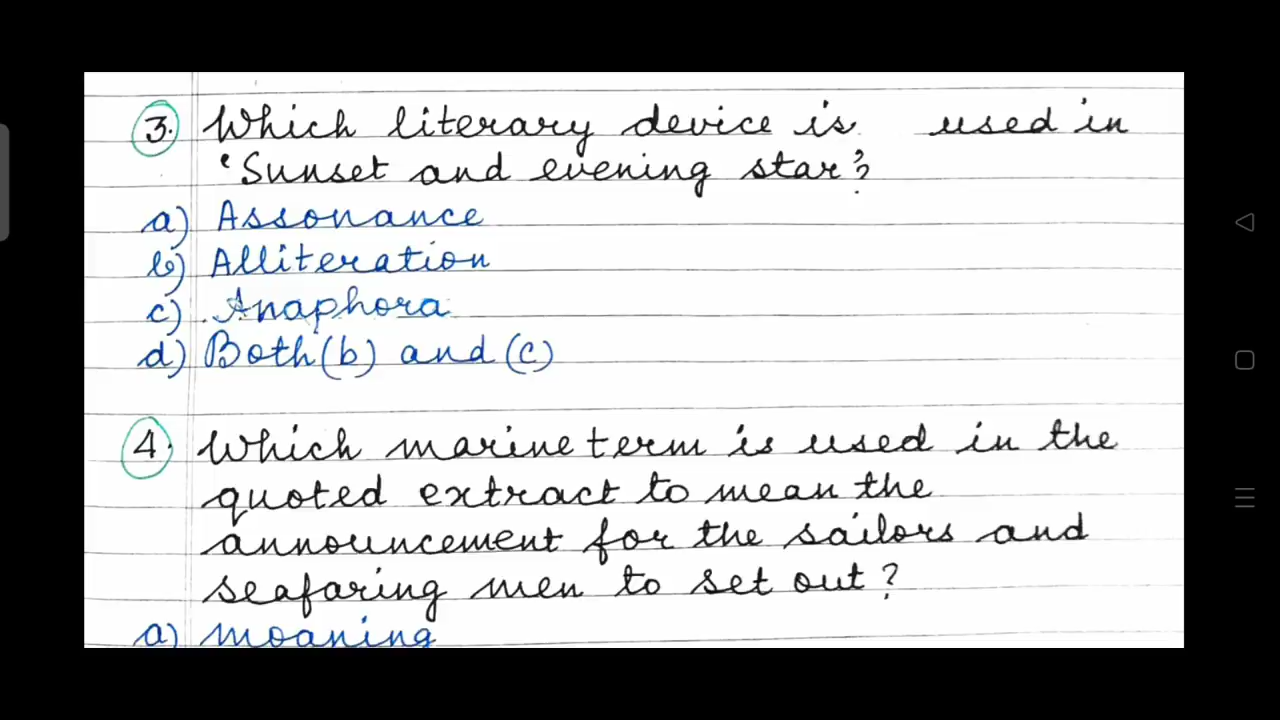 3. Which literary device is used in
'Sunset and evening star?
a) Assonance
b) Alliteration
c) Anaphora
d) Both (b) and (c)
4. Which marine term is used in the
quoted extract to mean the
announcement for the sailors and
seafaring men to set out?
a) moaning